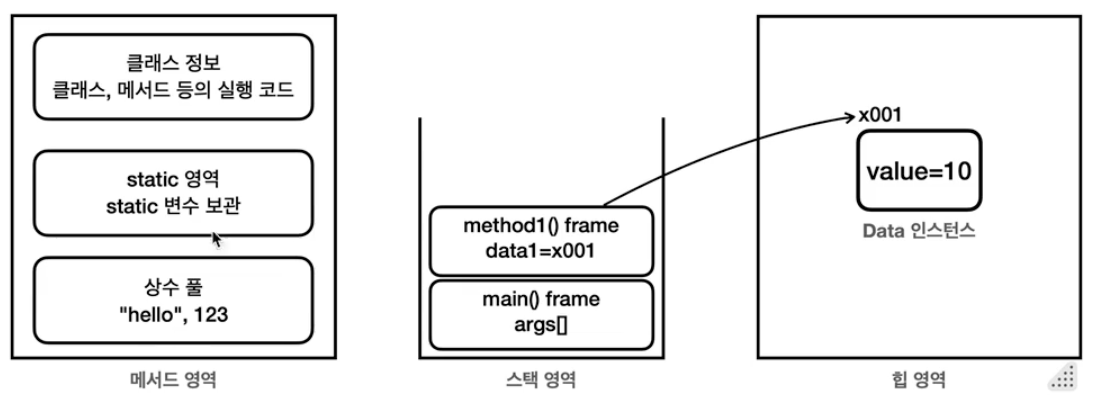 클래스 정보
클래스, 메서드 등의 실행 코드
static 영역
static 변수 보관
상수 풀
"hello", 123
메서드 영역
method1() frame
data1=x001
main() frame
args[]
스택 영역
x001
value=10
Data 인스턴스
힙 영역